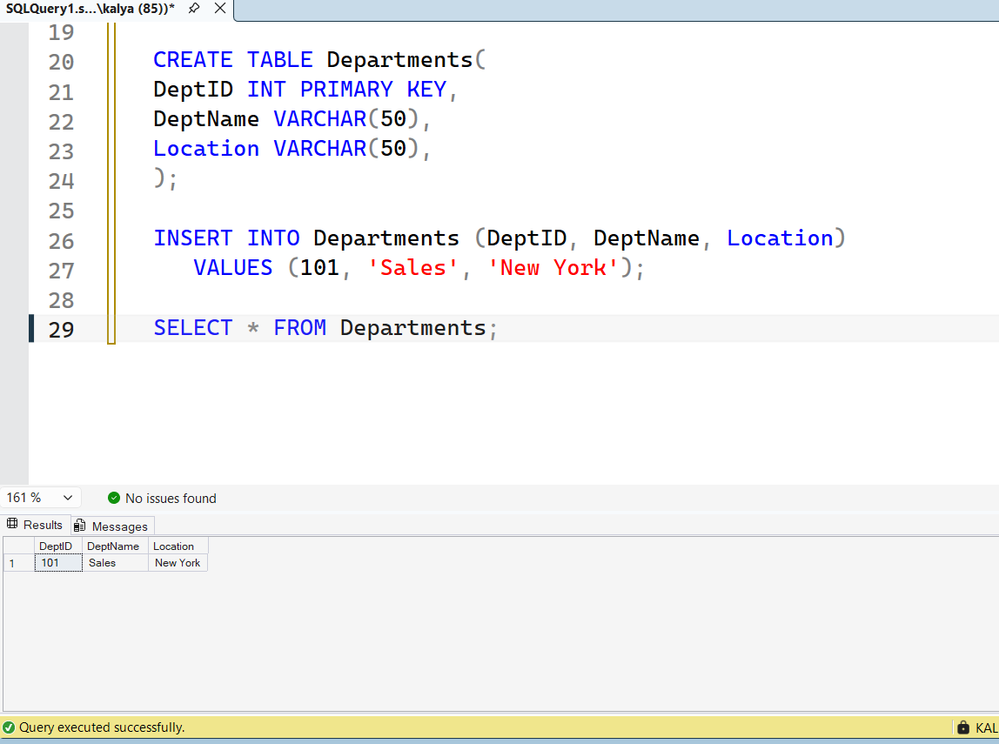 SQLQuery1.s...\kalya (85))*
19
20 CREATE TABLE Departments(
21 DeptID INT PRIMARY KEY,
22 DeptName VARCHAR(50),
23 Location VARCHAR(50),
24 );
25
26 INSERT INTO Departments (DeptID, DeptName, Location)
27 VALUES (101, 'Sales', 'New York');
28
29 SELECT * FROM Departments;
161 % No issues found
Results Messages
DeptID DeptName Location
1 101 Sales New York
Query executed successfully. KAL